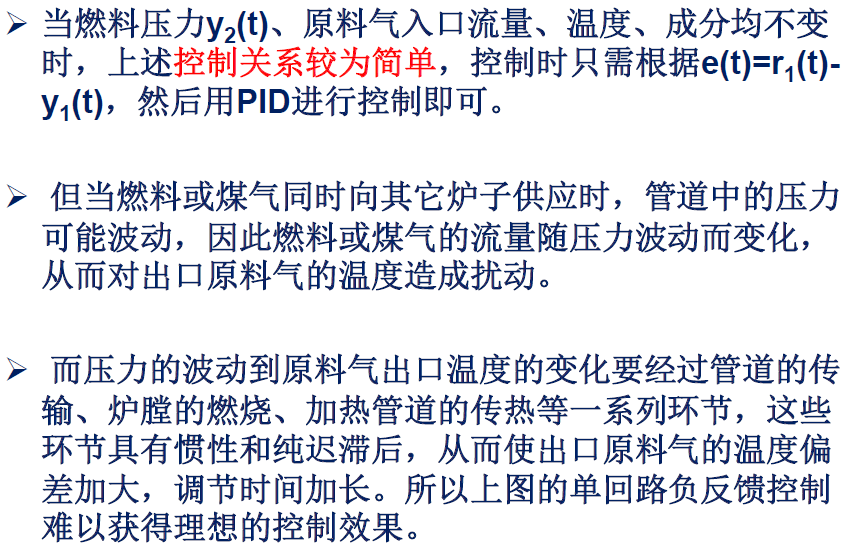 ➢ 当燃料压力y₂(t)、原料气入口流量、温度、成分均不变
时，上述控制关系较为简单，控制时只需根据e(t)=r₁(t)-
y₁(t)，然后用PID进行控制即可。
➢ 但当燃料或煤气同时向其它炉子供应时，管道中的压力
可能波动，因此燃料或煤气的流量随压力波动而变化，
从而对出口原料气的温度造成扰动。
➢ 而压力的波动到原料气出口温度的变化要经过管道的传
输、炉膛的燃烧、加热管道的传热等一系列环节，这些
环节具有惯性和纯迟滞后，从而使出口原料气的温度偏
差加大，调节时间加长。所以上图的单回路负反馈控制
难以获得理想的控制效果。